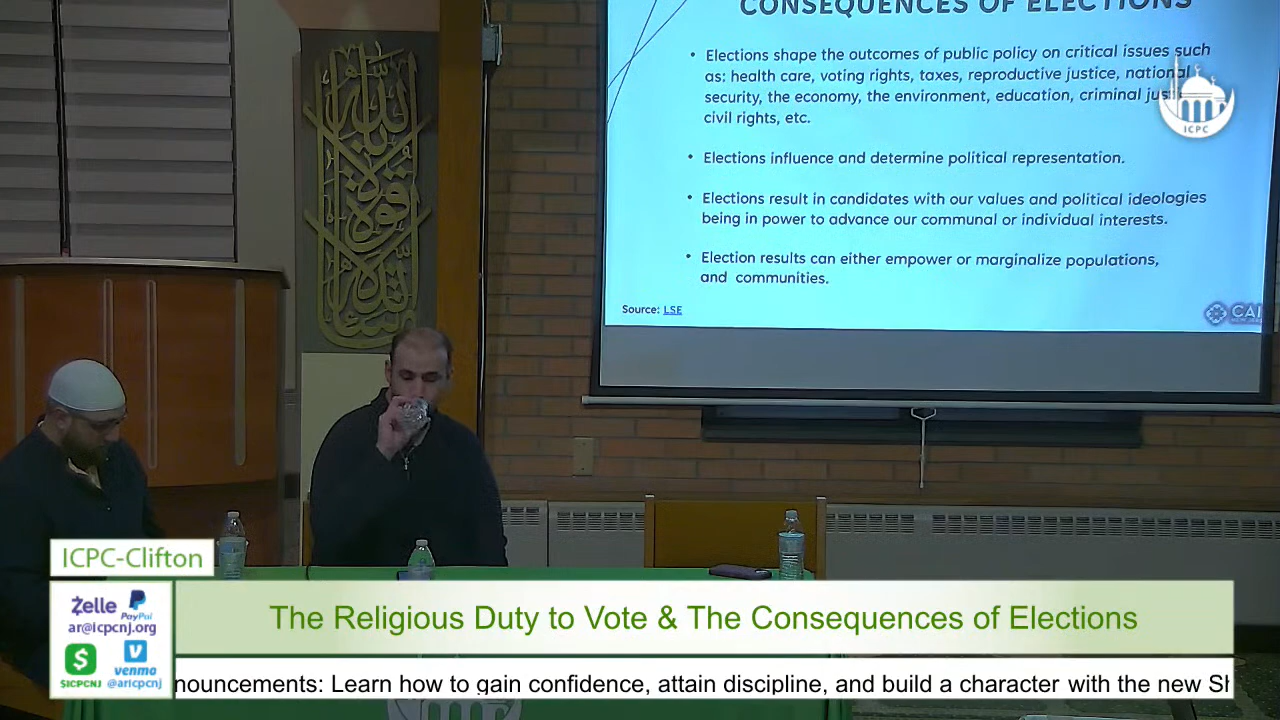 CONSEQUENCES OF ELECTIONS
• Elections shape the outcomes of public policy on critical issues such
as: health care, voting rights, taxes, reproductive justice, national
security, the economy, the environment, education, criminal
civil rights, etc.
• Elections influence and determine political representation.
• Elections result in candidates with our values and political ideologies
being in power to advance our communal or individual interests.
• Election results can either empower or marginalize populations,
and communities.
Source: LSE
ICPC
ICPC-Clifton
Zelle PayPal
ar@icpcnj.org
venmo
$ICPCNJ @aricpcnj
The Religious Duty to Vote & The Consequences of Elections
nouncements: Learn how to gain confidence, attain discipline, and build a character with the new